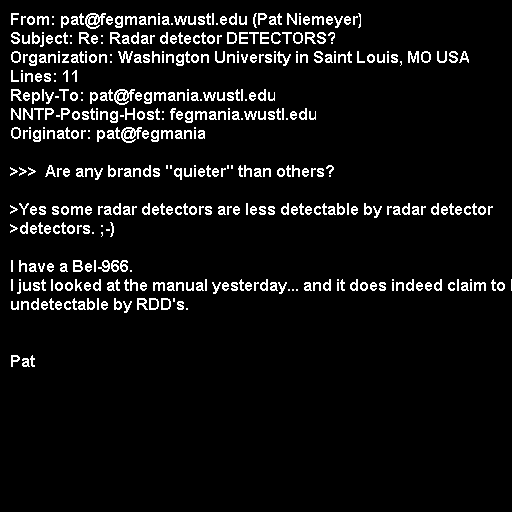 From: pat@fegmania.wustl.edu (Pat Niemeyer)
Subject: Re: Radar detector DETECTORS?
Organization: Washington University in Saint Louis, MO USA
Lines: 11
Reply-To: pat@fegmania.wustl.edu
NNTP-Posting-Host: fegmania.wustl.edu
Originator: pat@fegmania
>>>  Are any brands "quieter" than others?
>Yes some radar detectors are less detectable by radar detector
>detectors. ;-)
I have a Bel-966.
I just looked at the manual yesterday... and it does indeed claim to
undetectable by RDD's.
Pat